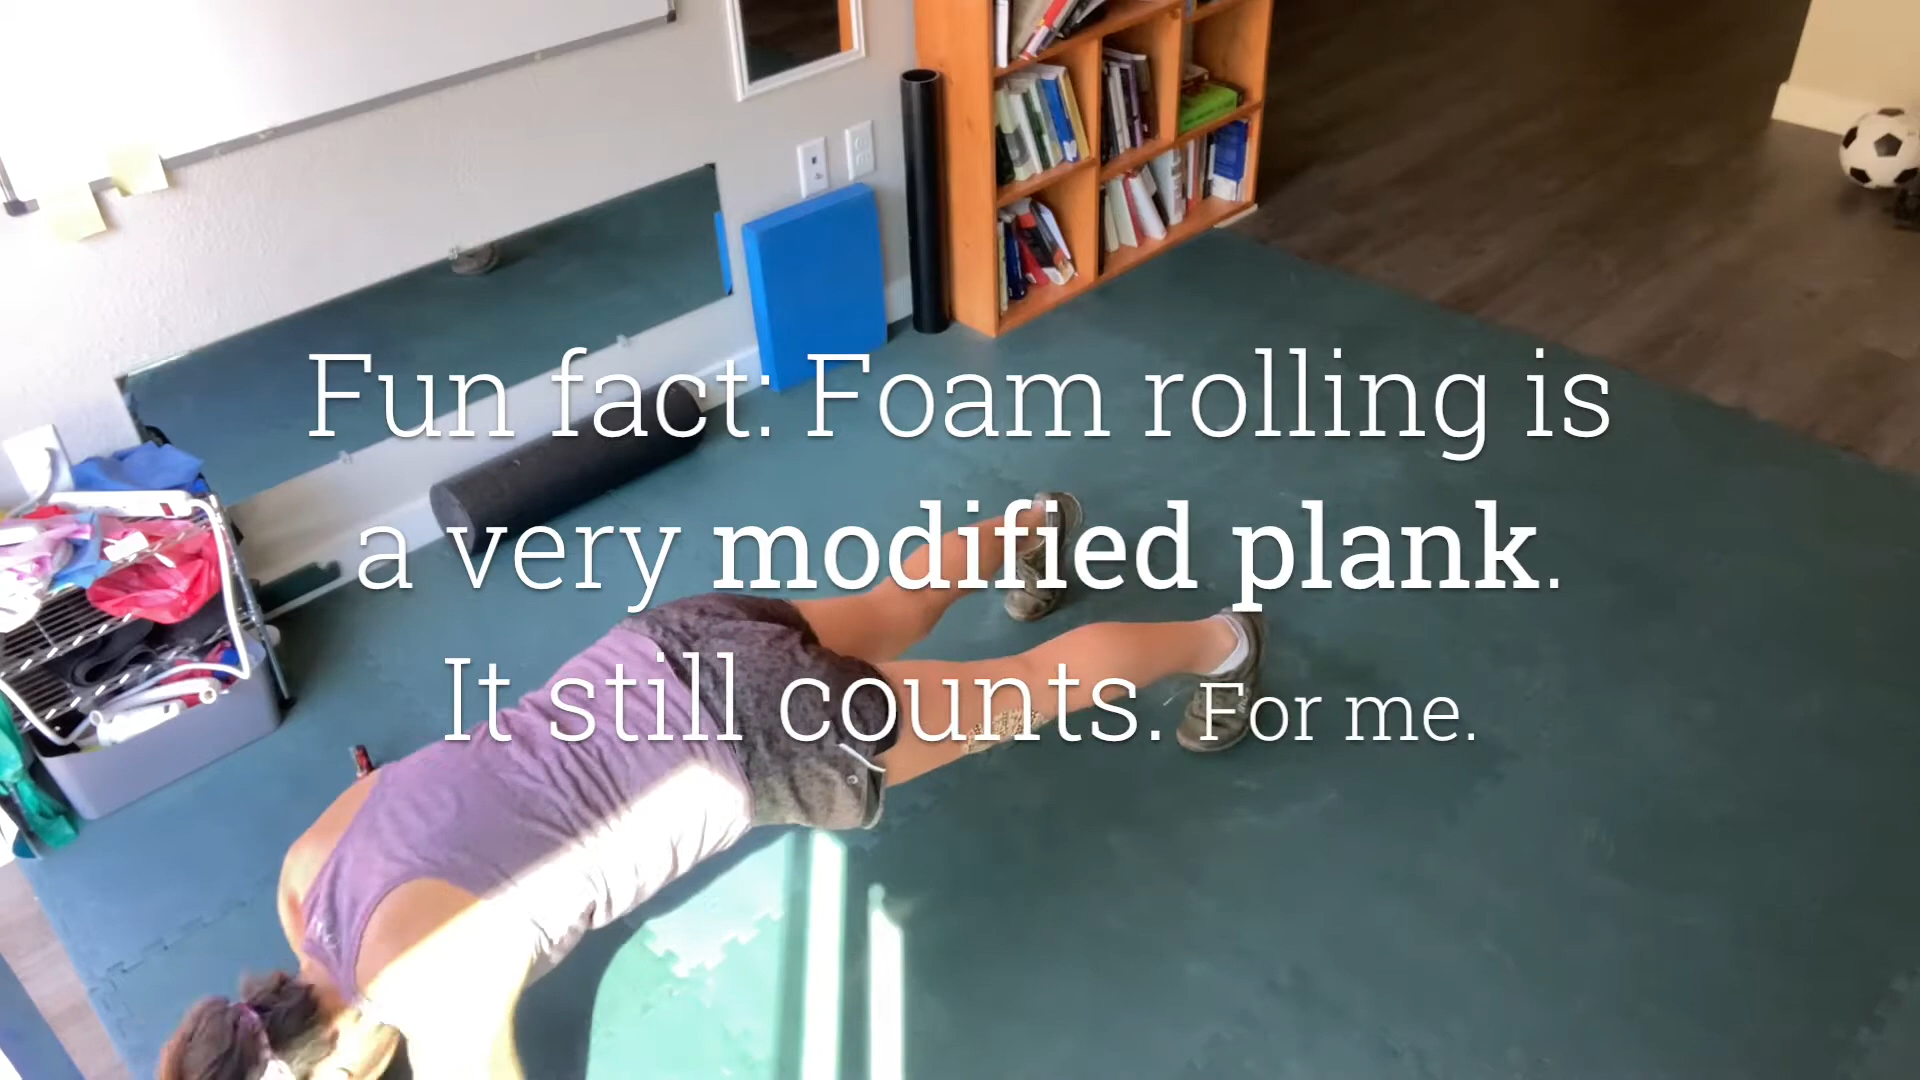 Fun fact: Foam rolling is
a very modified plank.
It still counts. For me.